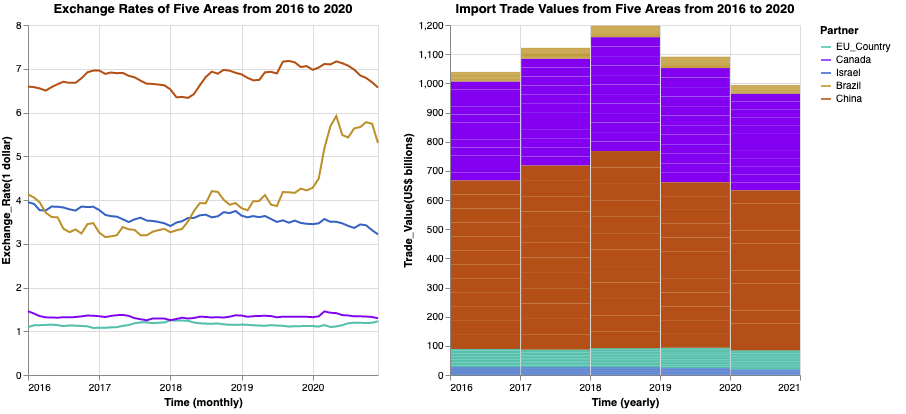 Exchange Rates of Five Areas from 2016 to 2020
Exchange_Rate(1 dollar)
8
7
6
5
4
3
2
1
0
2016 2017 2018 2019 2020
Time (monthly)
Import Trade Values from Five Areas from 2016 to 2020
Trade_Value(US$ billions)
1,200
1,100
1,000
900
800
700
600
500
400
300
200
100
0
2016 2017 2018 2019 2020 2021
Time (yearly)
Partner
EU_Country
Canada
Israel
Brazil
China